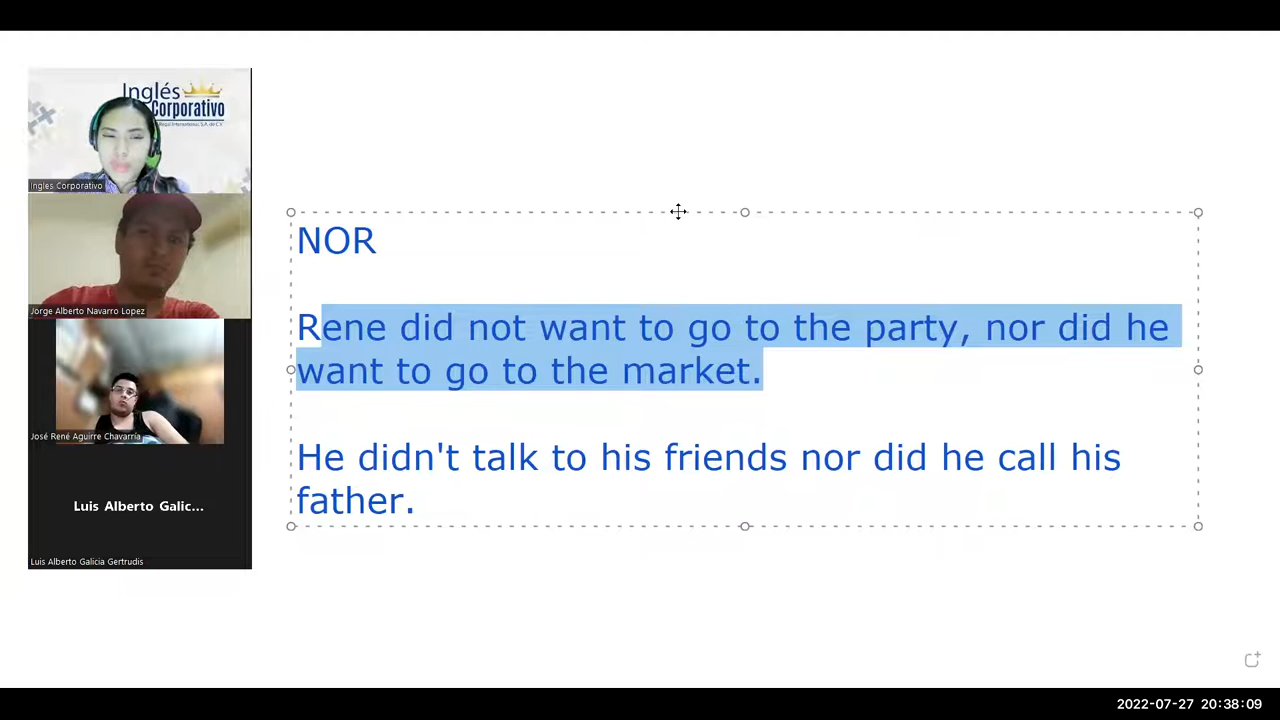 Inglés
Corporativo
Ingles Corporativo
Jorge Alberto Navarro Lopez
José René Aguirre Chavarría
Luis Alberto Galic...
Luis Alberto Galicia Gertrudis
NOR
Rene did not want to go to the party, nor did he
want to go to the market.
He didn't talk to his friends nor did he call his
father.
2022-07-27 20:38:09